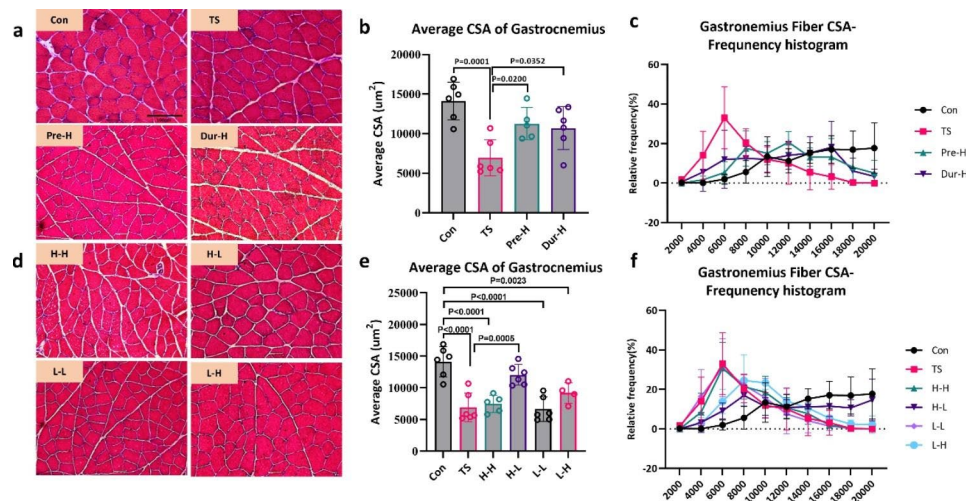 a
Con
TS
Pre-H
Dur-H
b
Average CSA of Gastrocnemius
Average CSA (um²)
20000
15000
10000
5000
0
P=0.0001
P=0.0352
P=0.0200
Con
TS
Pre-H
Dur-H
c
Gastronemius Fiber CSA-
Frequnency histogram
Relative frequency(%)
60
40
20
0
-20
2000
4000
6000
8000
10000
12000
14000
16000
18000
20000
Con
TS
Pre-H
Dur-H
d
H-H
H-L
L-L
L-H
e
Average CSA of Gastrocnemius
Average CSA (um²)
25000
20000
15000
10000
5000
0
P=0.0023
P<0.0001
P<0.0001
P<0.0001
P=0.0005
Con
TS
H-H
H-L
L-L
L-H
f
Gastronemius Fiber CSA-
Frequnency histogram
Relative frequency(%)
60
40
20
0
-20
2000
4000
6000
8000
10000
12000
14000
16000
18000
20000
Con
TS
H-H
H-L
L-L
L-H